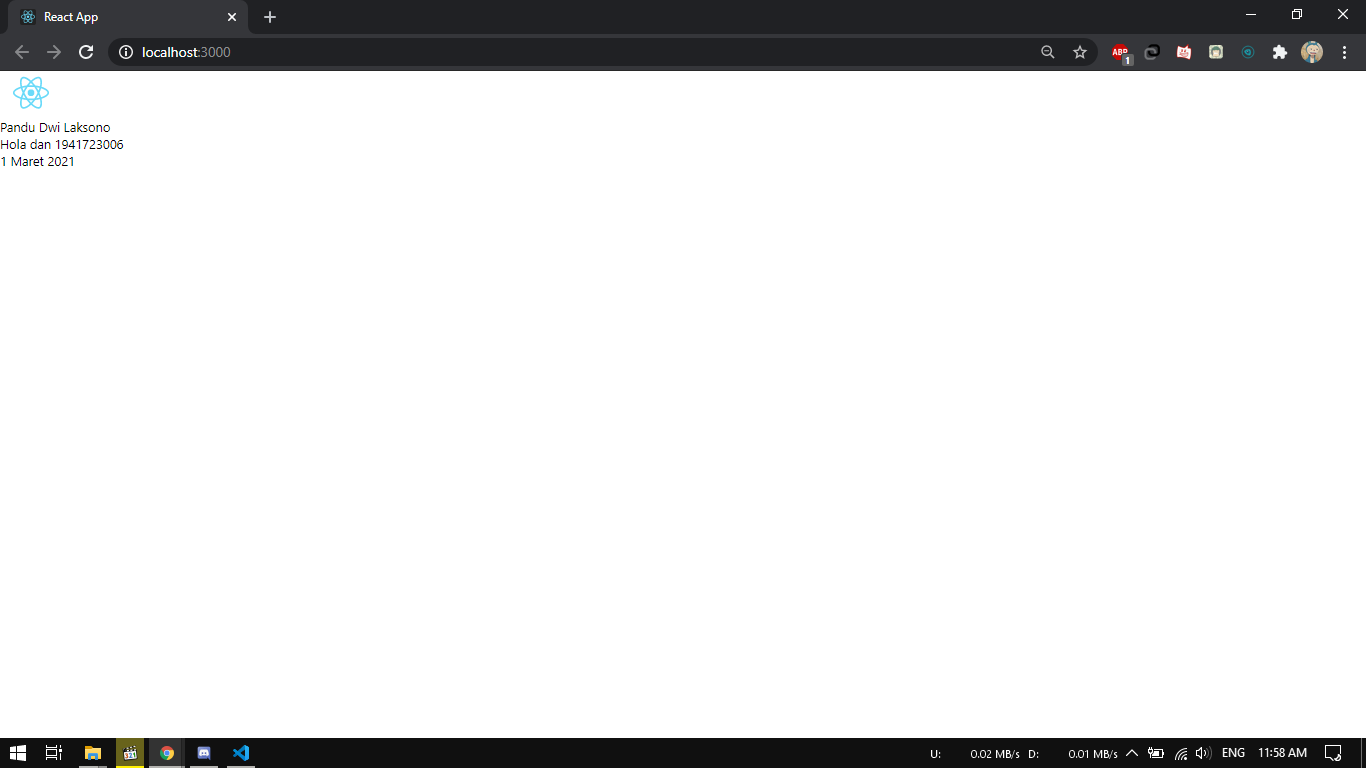 React App
localhost:3000
ABP
1
Pandu Dwi Laksono
Hola dan 1941723006
1 Maret 2021
U: 0.02 MB/s D: 0.01 MB/s ENG 11:58 AM